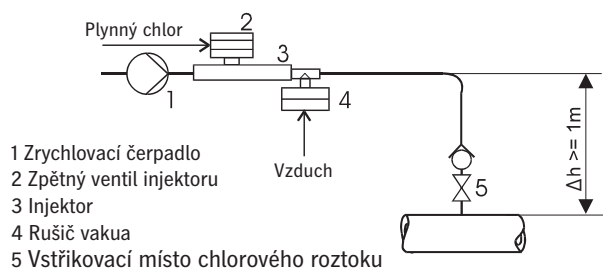 Plynný chlor
2
3
1
4
Vzduch
5
Δh >= 1m
1 Zrychlovací čerpadlo
2 Zpětný ventil injektoru
3 Injektor
4 Rušič vakua
5 Vstřikovací místo chlorového roztoku